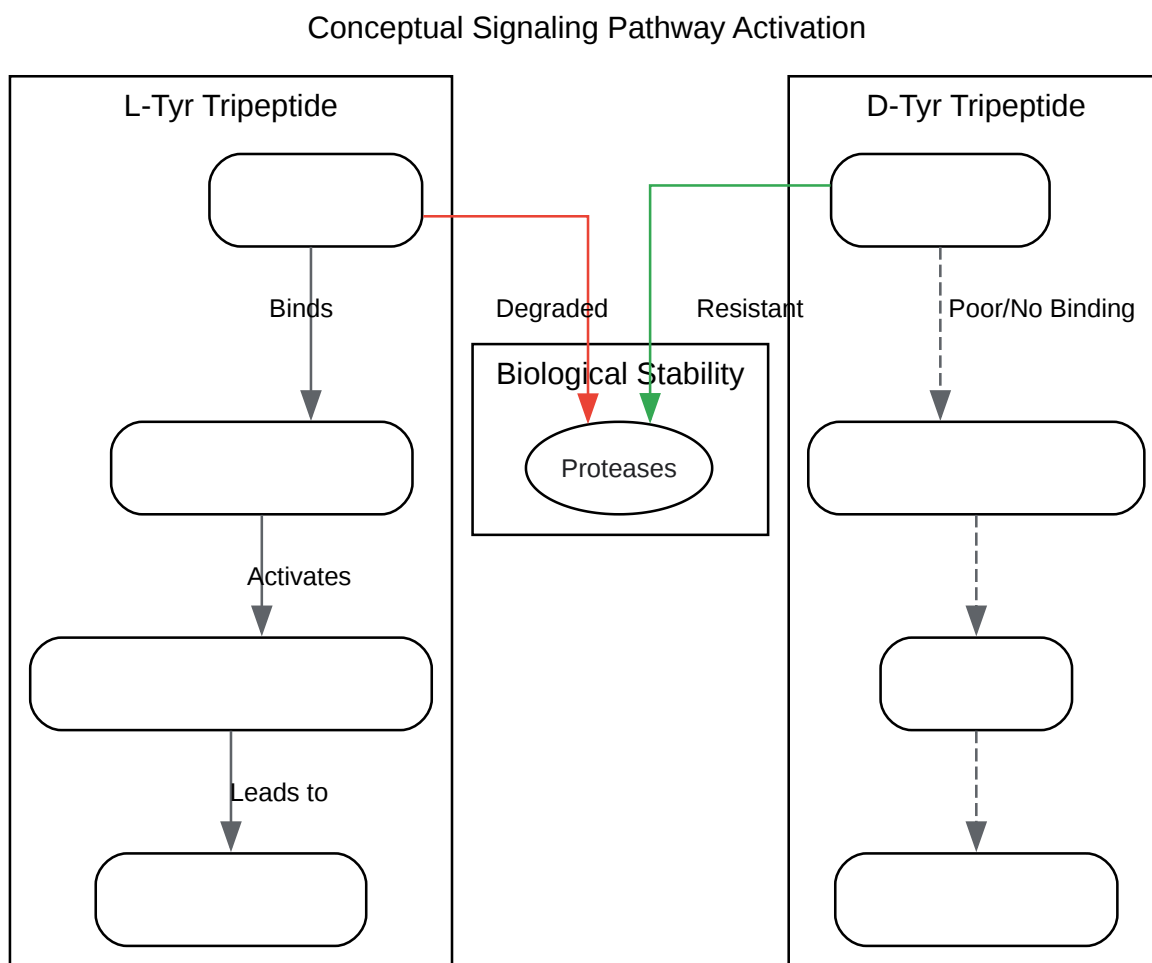 Conceptual Signaling Pathway Activation
L-Tyr Tripeptide
D-Tyr Tripeptide
Binds
Degraded
Resistant
Poor/No Binding
Biological Stability
Proteases
Activates
Leads to